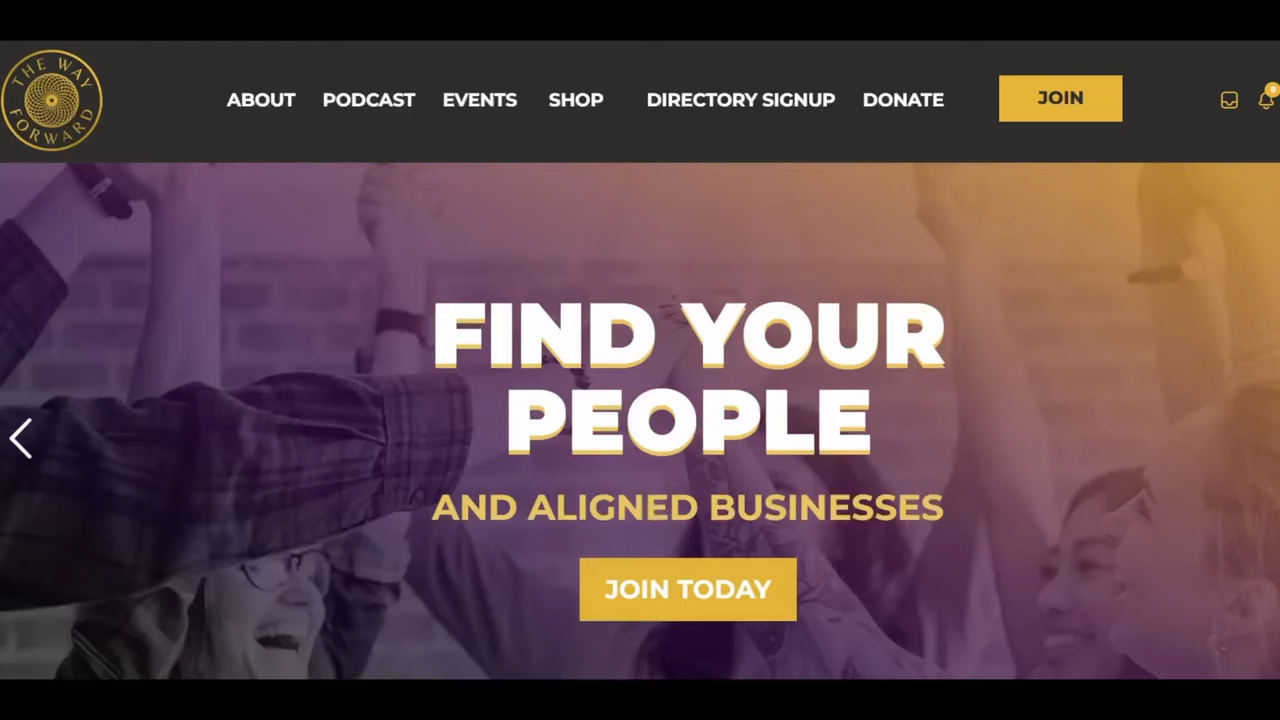 THE WAY
FORWARD
ABOUT PODCAST EVENTS SHOP DIRECTORY SIGNUP DONATE JOIN
0
FIND YOUR
PEOPLE
AND ALIGNED BUSINESSES
JOIN TODAY